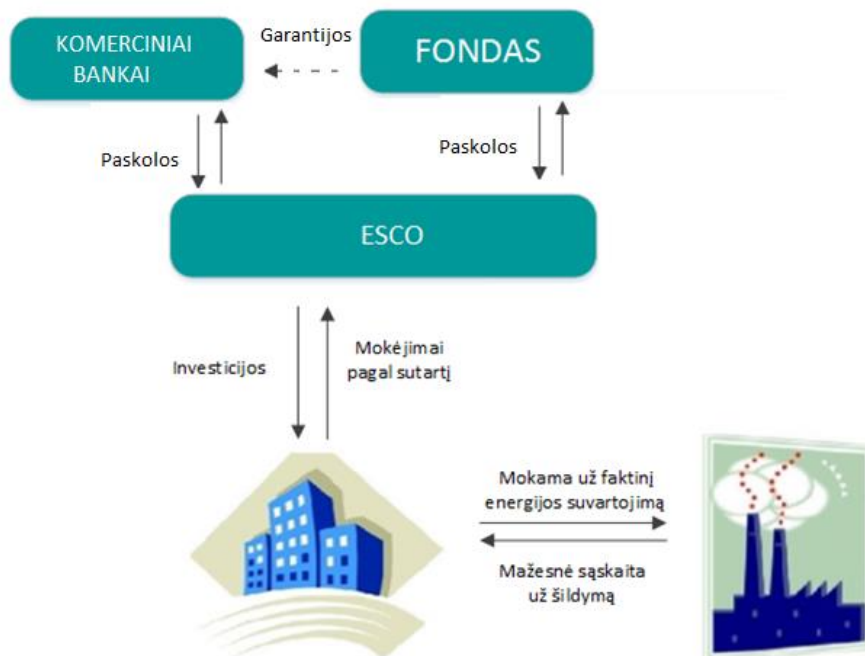 KOMERCINIAI
BANKAI
Garantijos
FONDAS
Paskolos
Paskolos
ESCO
Investicijos
Mokėjimai
pagal sutartį
Mokama už faktinį
energijos suvartojimą
Mažesnė sąskaita
už šildymą